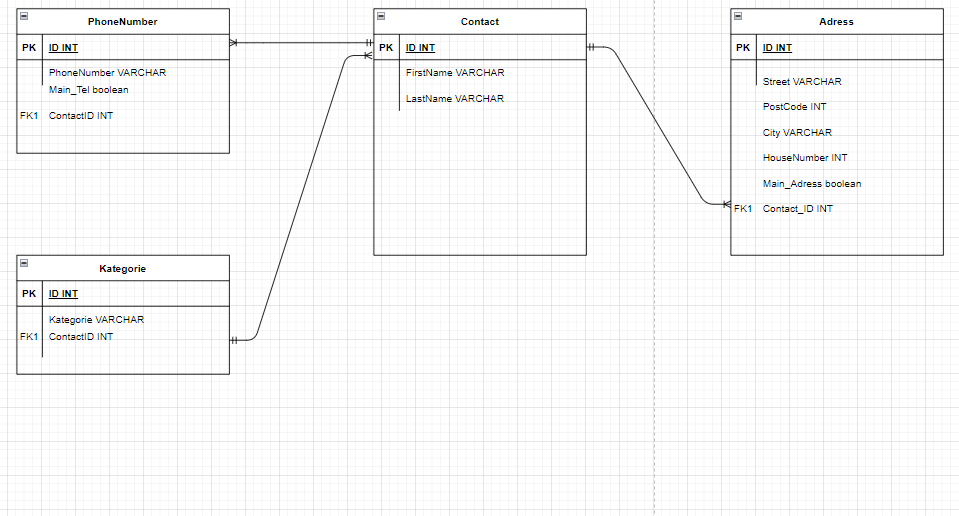 PhoneNumber
PK ID INT
PhoneNumber VARCHAR
Main_Tel boolean
FK1 ContactID INT
Contact
PK ID INT
FirstName VARCHAR
LastName VARCHAR
Adress
PK ID INT
Street VARCHAR
PostCode INT
City VARCHAR
HouseNumber INT
Main_Adress boolean
FK1 Contact_ID INT
Kategorie
PK ID INT
Kategorie VARCHAR
FK1 ContactID INT